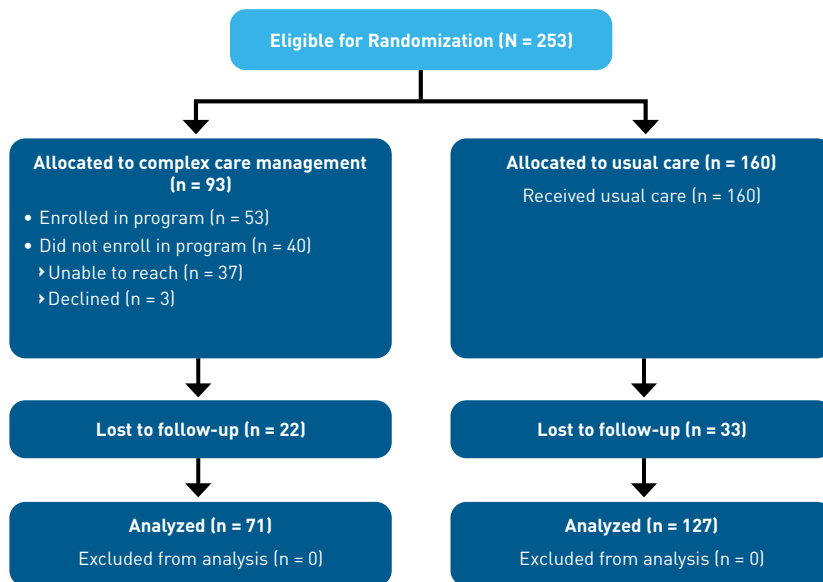 Eligible for Randomization (N = 253)
Allocated to complex care management
(n = 93)
• Enrolled in program (n = 53)
• Did not enroll in program (n = 40)
› Unable to reach (n = 37)
› Declined (n = 3)
Allocated to usual care (n = 160)
Received usual care (n = 160)
Lost to follow-up (n = 22)
Lost to follow-up (n = 33)
Analyzed (n = 71)
Excluded from analysis (n = 0)
Analyzed (n = 127)
Excluded from analysis (n = 0)